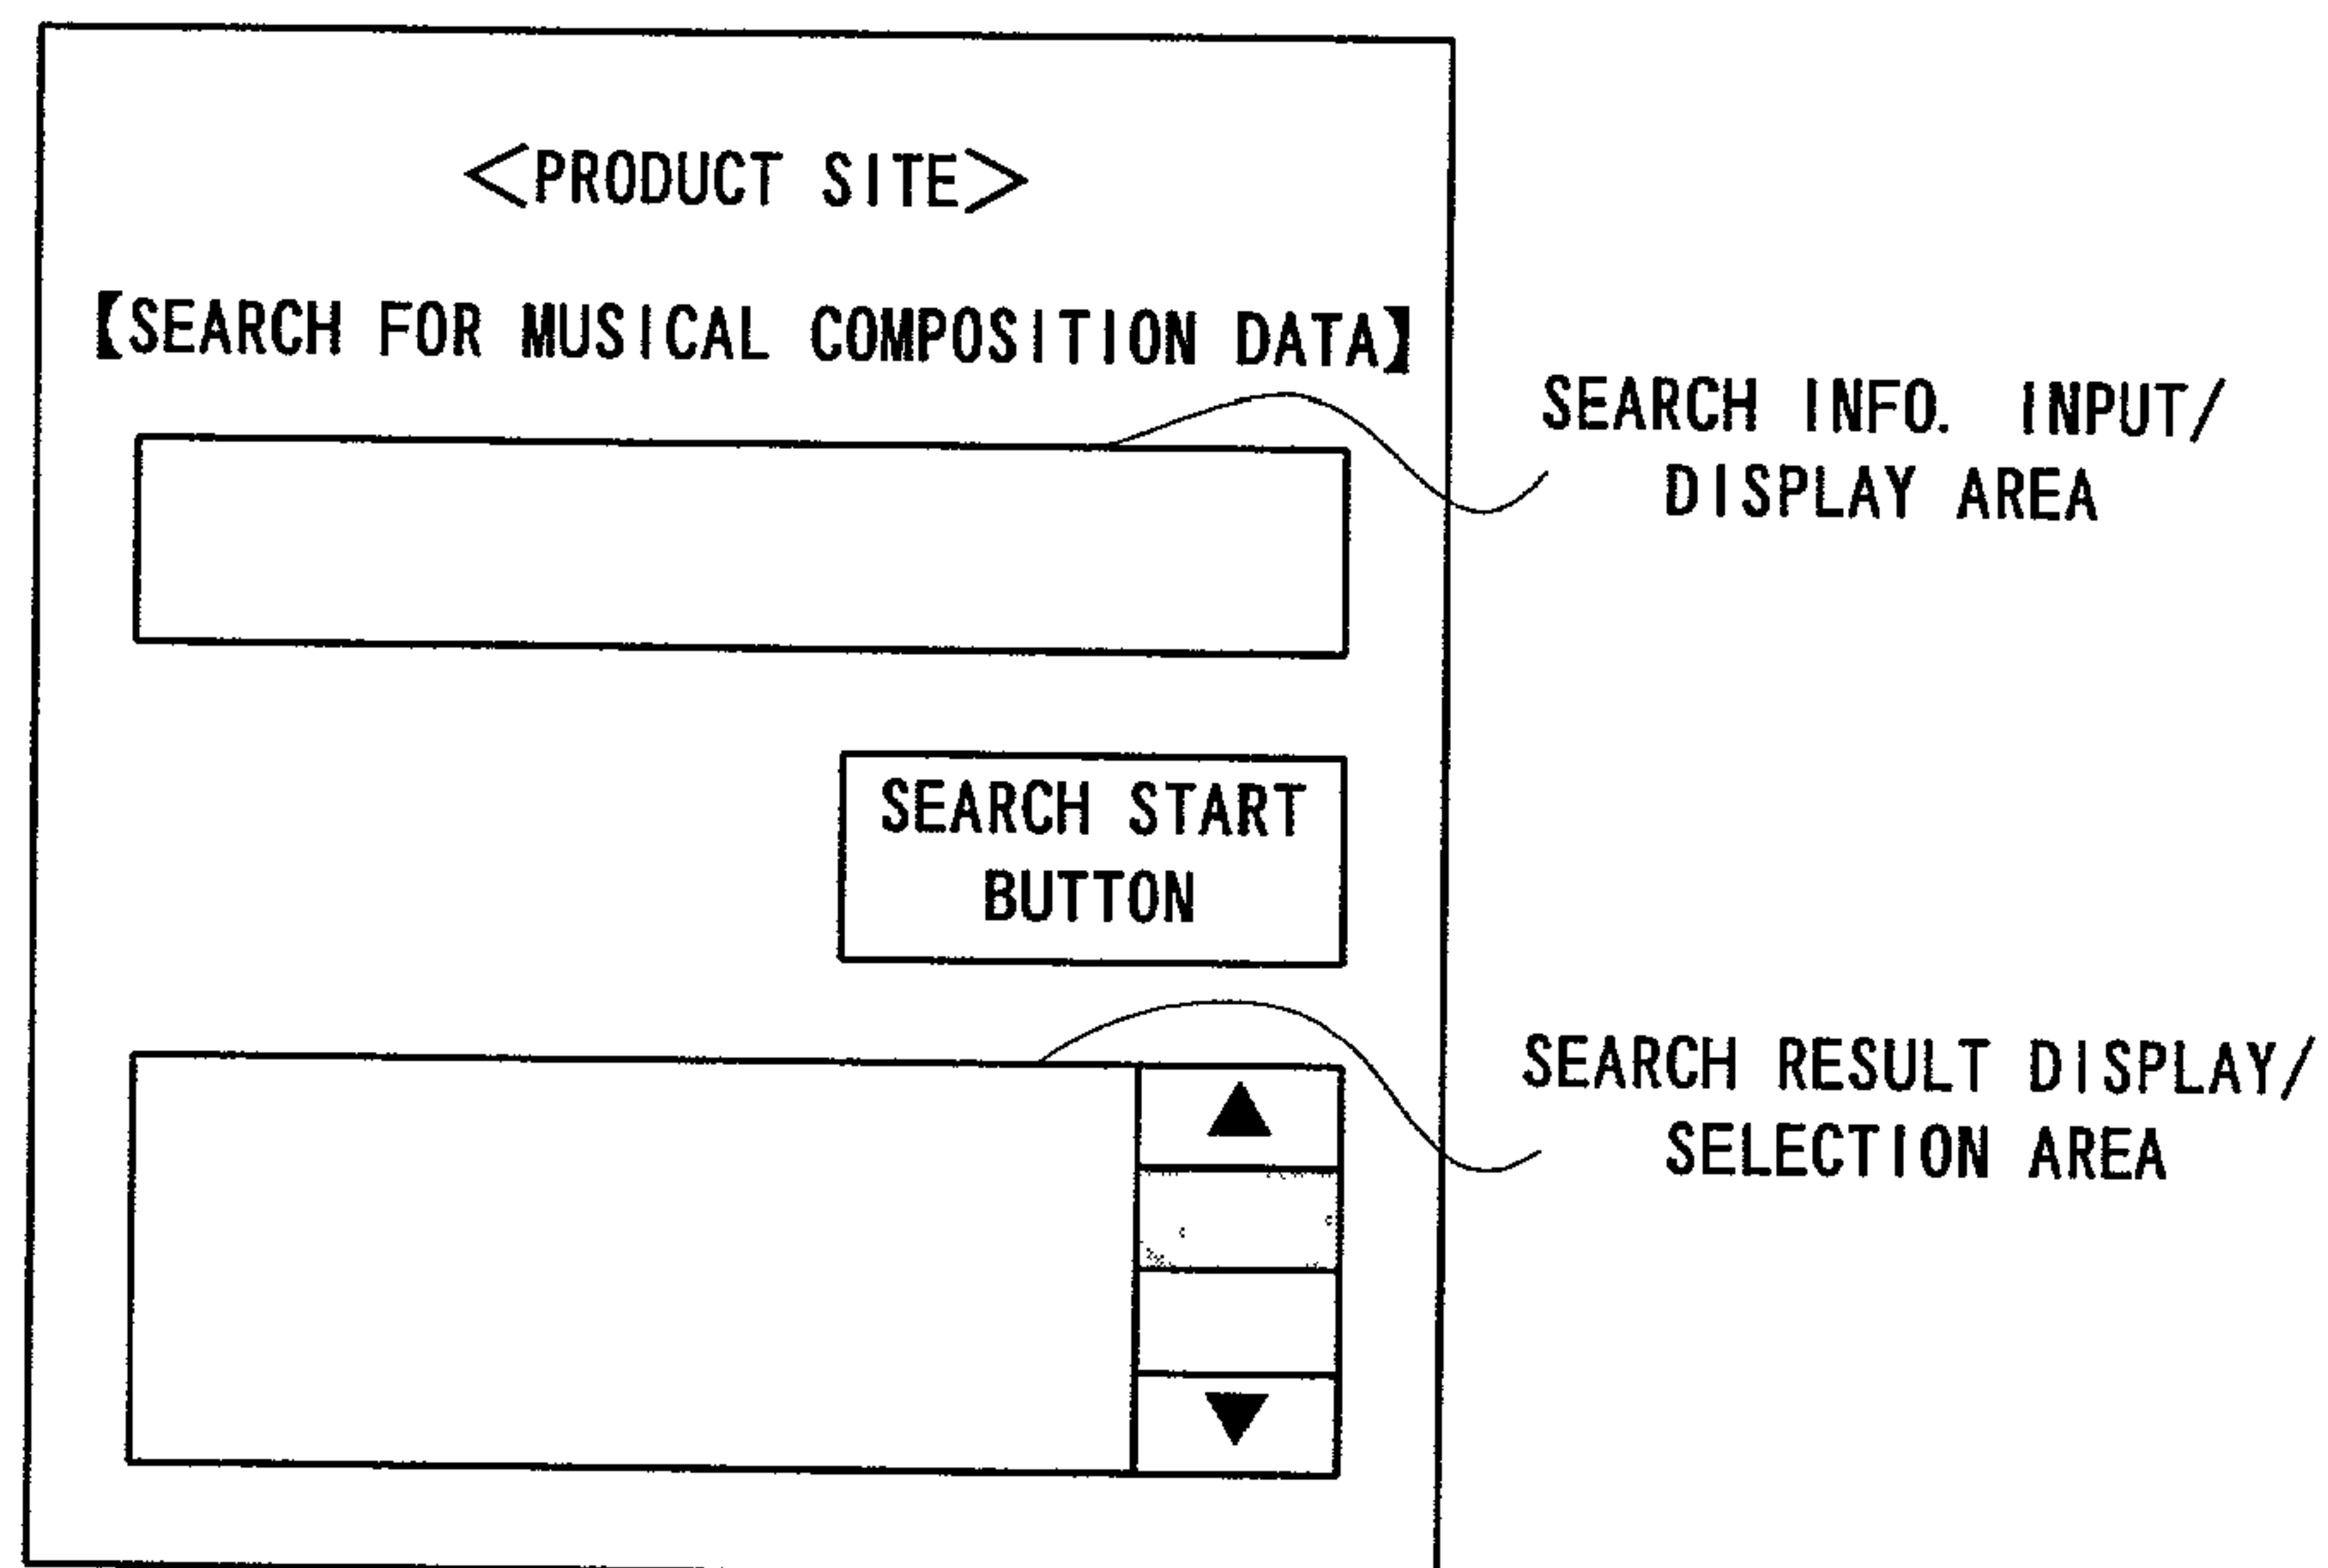 <PRODUCT SITE>
【SEARCH FOR MUSICAL COMPOSITION DATA】
SEARCH INFO. INPUT/
DISPLAY AREA
SEARCH START
BUTTON
SEARCH RESULT DISPLAY/
SELECTION AREA